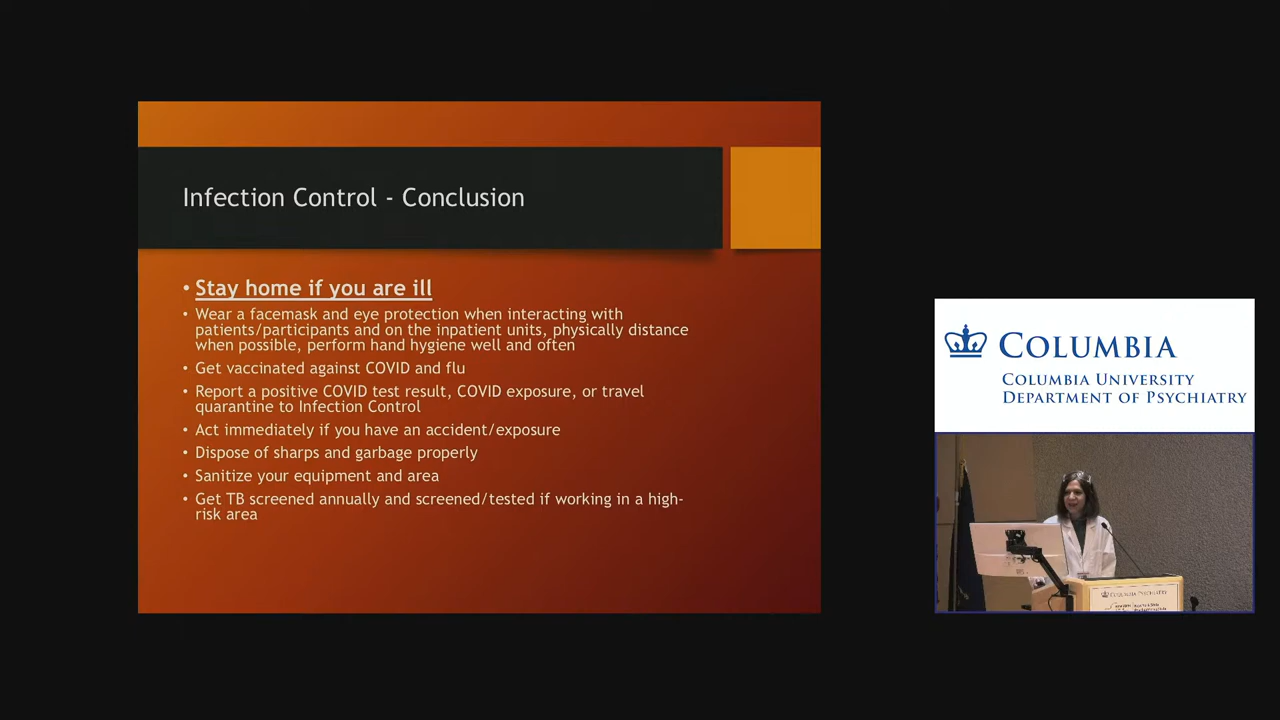 Infection Control - Conclusion
• Stay home if you are ill
• Wear a facemask and eye protection when interacting with
patients/participants and on the inpatient units, physically distance
when possible, perform hand hygiene well and often
• Get vaccinated against COVID and flu
• Report a positive COVID test result, COVID exposure, or travel
quarantine to Infection Control
• Act immediately if you have an accident/exposure
• Dispose of sharps and garbage properly
• Sanitize your equipment and area
• Get TB screened annually and screened/tested if working in a high-
risk area
COLUMBIA
COLUMBIA UNIVERSITY
DEPARTMENT OF PSYCHIATRY
COLUMBIA PSYCHIATRY